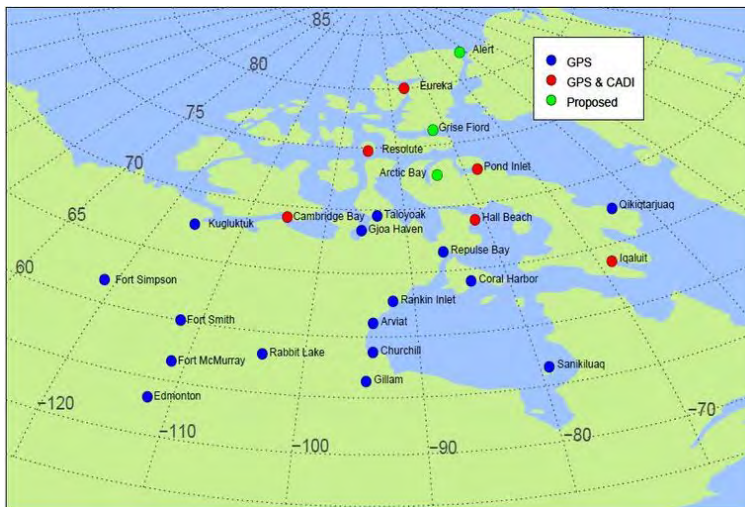 85
Alert
GPS
GPS & CADI
Proposed
80
Eureka
75
Grise Fiord
Resolute
70
Arctic Bay
Pond Inlet
65
Kugluktuk
Cambridge Bay
Taloyoak
Gjoa Haven
Hall Beach
Qikiqtarjuaq
60
Repulse Bay
Iqaluit
Fort Simpson
Coral Harbor
Rankin Inlet
Fort Smith
Arviat
Fort McMurray
Rabbit Lake
Churchill
Sanikiluaq
Gillam
Edmonton
−120
−110
−100
−90
−80
−70